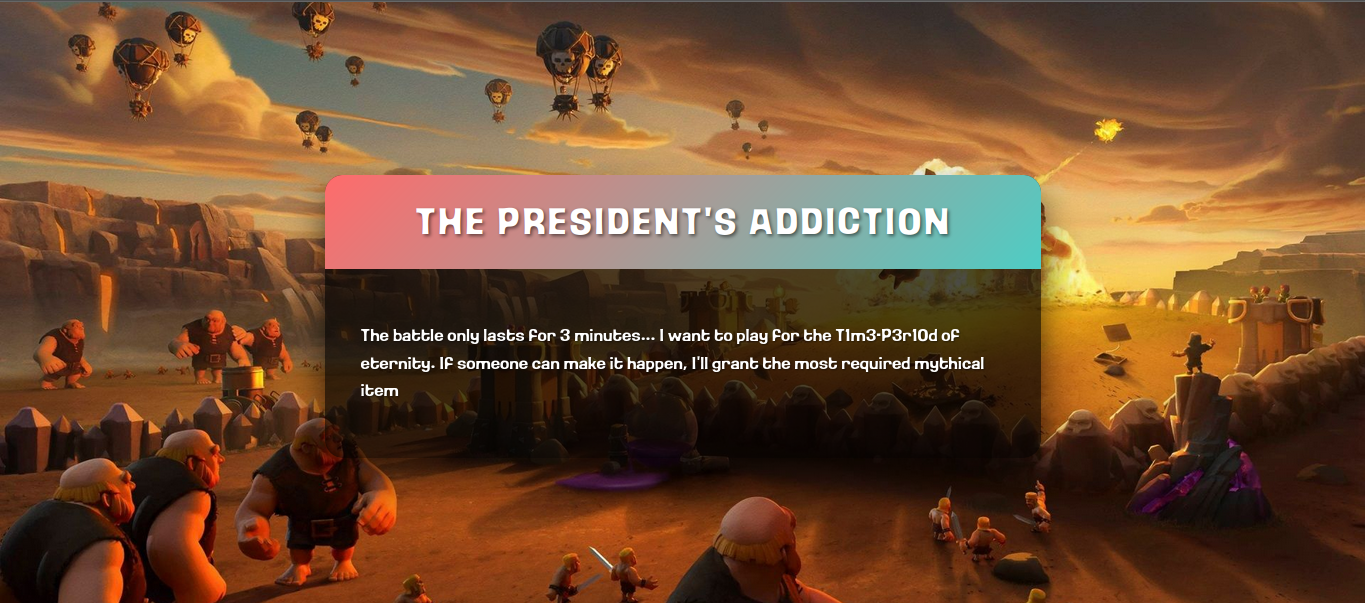 THE PRESIDENT'S ADDICTION
The battle only lasts for 3 minutes... I want to play for the T1m3-P3r10d of
eternity. If someone can make it happen, I'll grant the most required mythical
item